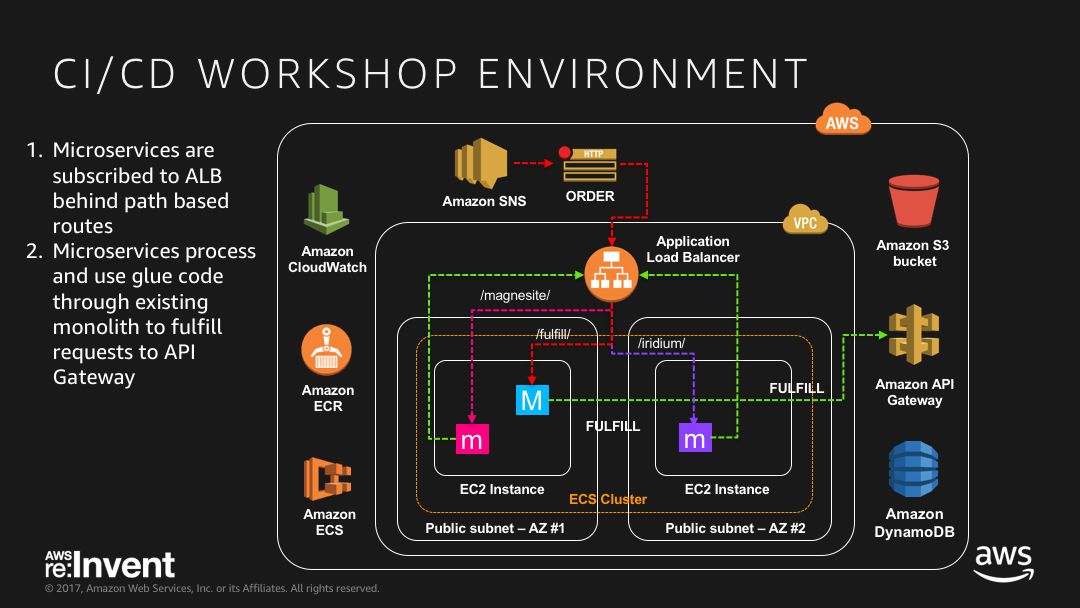 CI/CD WORKSHOP ENVIRONMENT
1. Microservices are
subscribed to ALB
behind path based
routes
2. Microservices process
and use glue code
through existing
monolith to fulfill
requests to API
Gateway
AWS
HTTP
Amazon SNS
ORDER
Amazon
CloudWatch
VPC
Application
Load Balancer
Amazon S3
bucket
/magnesite/
/fulfill/
/iridium/
Amazon
ECR
FULFILL
Amazon API
Gateway
M
m
FULFILL
m
EC2 Instance
EC2 Instance
ECS Cluster
Amazon
ECS
Public subnet – AZ #1
Public subnet – AZ #2
Amazon
DynamoDB
AWS
re:Invent
aws
© 2017, Amazon Web Services, Inc. or its Affiliates. All rights reserved.